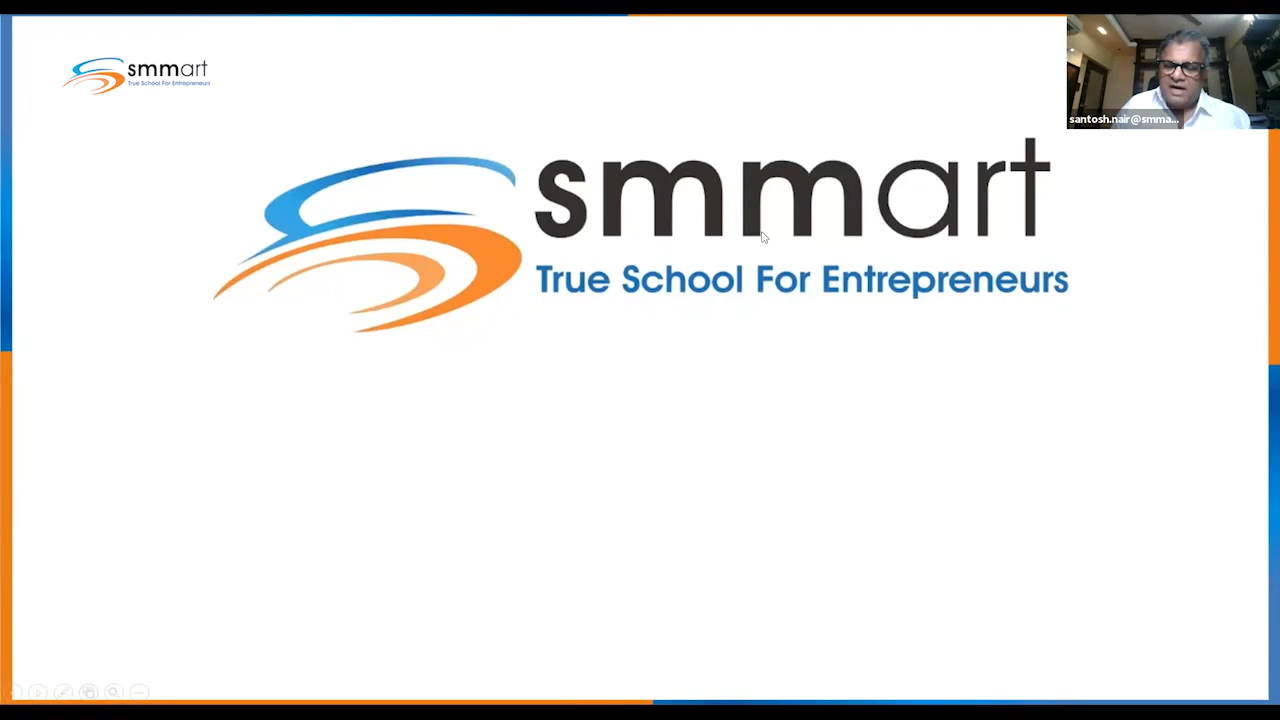 smmart
True School For Entrepreneurs
santosh.nair@smma...
smmart
True School For Entrepreneurs